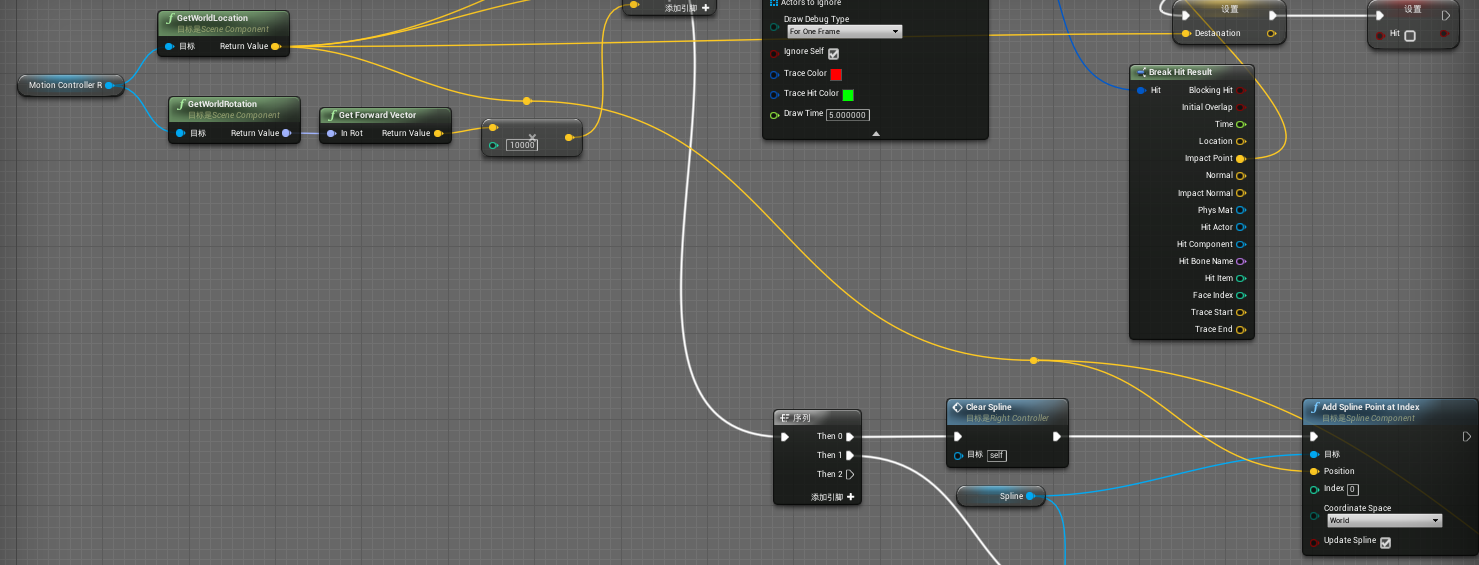 GetWorldLocation
目标是Scene Component
目标
Return Value
Motion Controller R
GetWorldRotation
目标是Scene Component
目标
Return Value
Get Forward Vector
In Rot
Return Value
10000
添加引脚
Actors to Ignore
Draw Debug Type
For One Frame
Ignore Self
Trace Color
Trace Hit Color
Draw Time 5.000000
设置
Destanation
设置
Hit
Break Hit Result
Hit
Blocking Hit
Initial Overlap
Time
Location
Impact Point
Normal
Impact Normal
Phys Mat
Hit Actor
Hit Component
Hit Bone Name
Hit Item
Face Index
Trace Start
Trace End
序列
Then 0
Then 1
Then 2
添加引脚
Clear Spline
目标是Right Controller
目标 self
Spline
Add Spline Point at Index
目标是Spline Component
目标
Position
Index 0
Coordinate Space
World
Update Spline